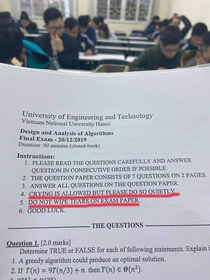 University of Engineering and Technology
Vietnam National University Hanoi
Design and Analysis of Algorithms
Final Exam - 20/12/2019
Duration: 90 minutes (closed-book)
Instructions:
1. PLEASE READ THE QUESTIONS CAREFULLY AND ANSWER
QUESTION IN CONSECUTIVE ORDER IF POSSIBLE.
2. THE QUESTION PAPER CONSISTS OF 7 QUESTIONS ON 2 PAGES.
3. ANSWER ALL QUESTIONS ON THE QUESTION PAPER.
4. CRYING IS ALLOWED BUT PLEASE DO SO QUIETLY.
5. DO NOT WIPE TEARS ON EXAM PAPER.
6. GOOD LUCK.
THE QUESTIONS
Question 1. [2.0 marks]
Determine TRUE or FALSE for each of following statements. Explain
1. A greedy algorithm could produce an optimal solution.
2. If T(n) = 9T(n/3) + n, then T(n) ∈ θ(n²).